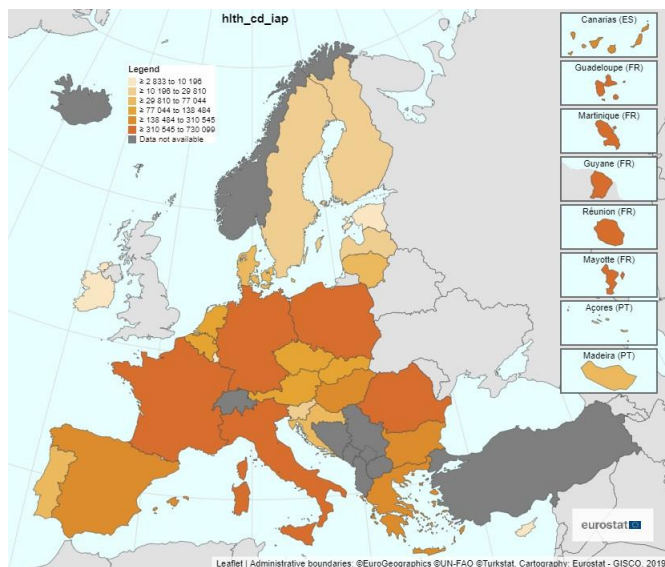 hlth_cd_iap
Legend
≥ 2 833 to 10 196
≥ 10 196 to 29 810
≥ 29 810 to 77 044
≥ 77 044 to 138 484
≥ 138 484 to 310 545
≥ 310 545 to 730 099
Data not available
Canarias (ES)
Guadeloupe (FR)
Martinique (FR)
Guyane (FR)
Réunion (FR)
Mayotte (FR)
Açores (PT)
Madeira (PT)
eurostat
Leaflet | Administrative boundaries: ©EuroGeographics ©UN-FAO ©Turkstat, Cartography: Eurostat - GISCO, 2019